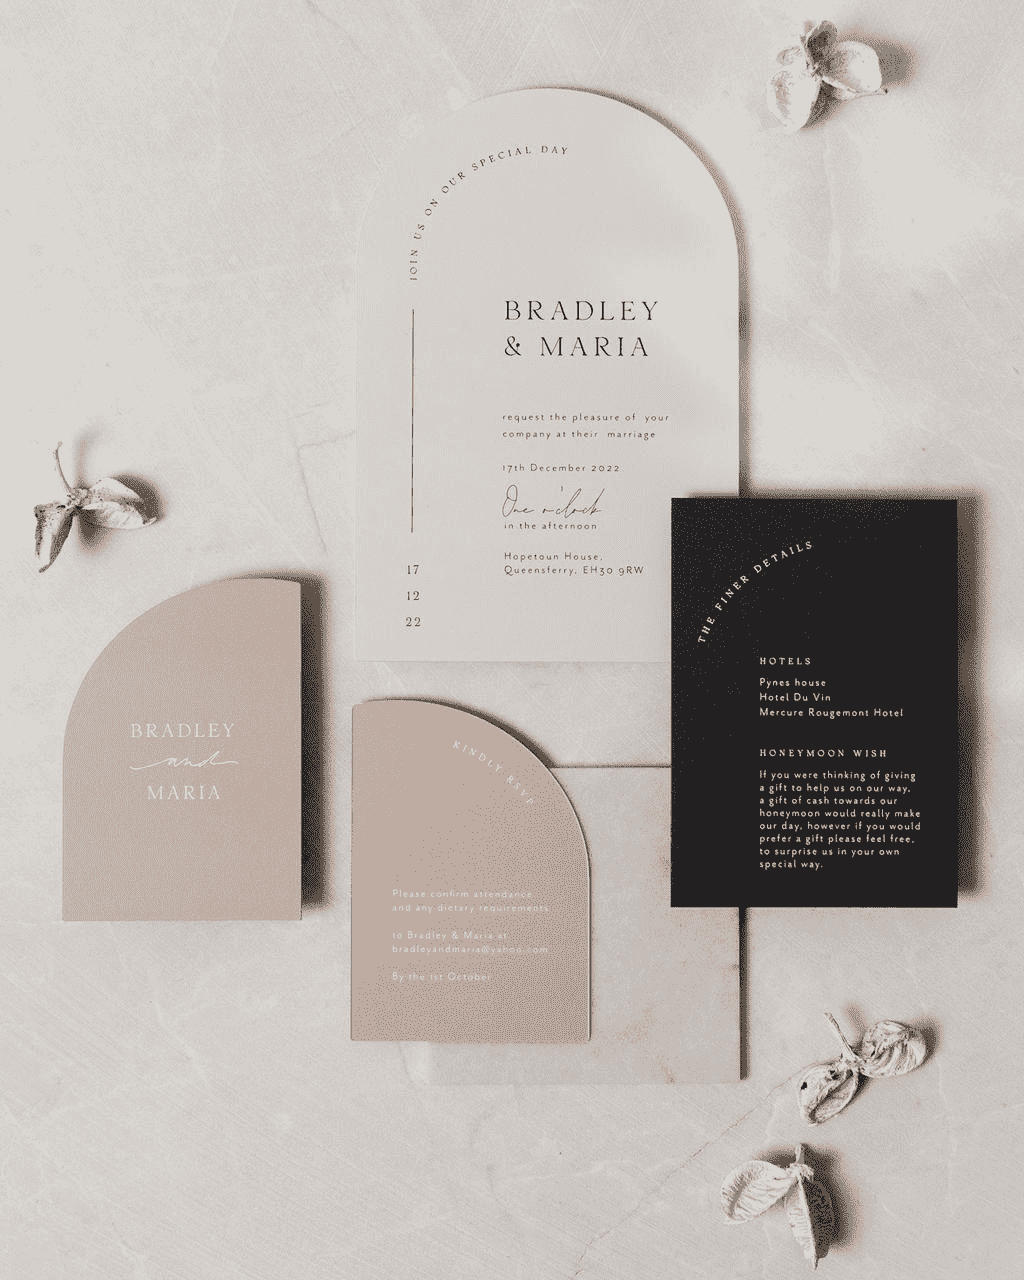 JOIN US ON OUR SPECIAL DAY
BRADLEY
& MARIA
request the pleasure of your
company at their marriage
17th December 2022
One o'clock
in the afternoon
Hopetoun House,
Queensferry, EH30 9RW
17
12
22
THE FINER DETAILS
HOTELS
Pynes house
Hotel Du Vin
Mercure Rougemont Hotel
HONEYMOON WISH
If you were thinking of giving
a gift to help us on our way,
a gift of cash towards our
honeymoon would really make
our day, however if you would
prefer a gift please feel free,
to surprise us in your own
special way.
BRADLEY
and
MARIA
KINDLY RSVP
Please confirm attendance
and any dietary requirements
to Bradley & Maria at
bradleyandmaria@yahoo.com
By the 1st October